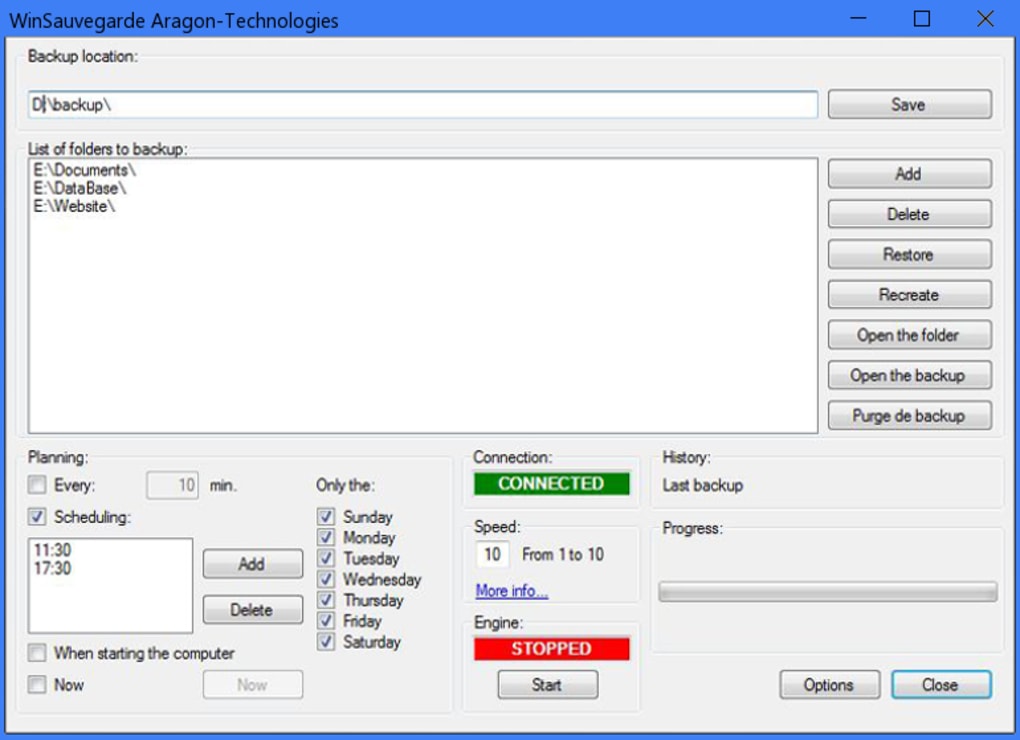 WinSauvegarde Aragon-Technologies
Backup location:
D:\backup\
Save
List of folders to backup:
E:\Documents\
E:\DataBase\
E:\Website\
Add
Delete
Restore
Recreate
Open the folder
Open the backup
Purge de backup
Planning:
Every: 10 min.
Scheduling:
11:30
17:30
Add
Delete
When starting the computer
Now
Now
Only the:
Sunday
Monday
Tuesday
Wednesday
Thursday
Friday
Saturday
Connection:
CONNECTED
Speed:
10 From 1 to 10
More info...
Engine:
STOPPED
Start
History:
Last backup
Progress:
Options
Close